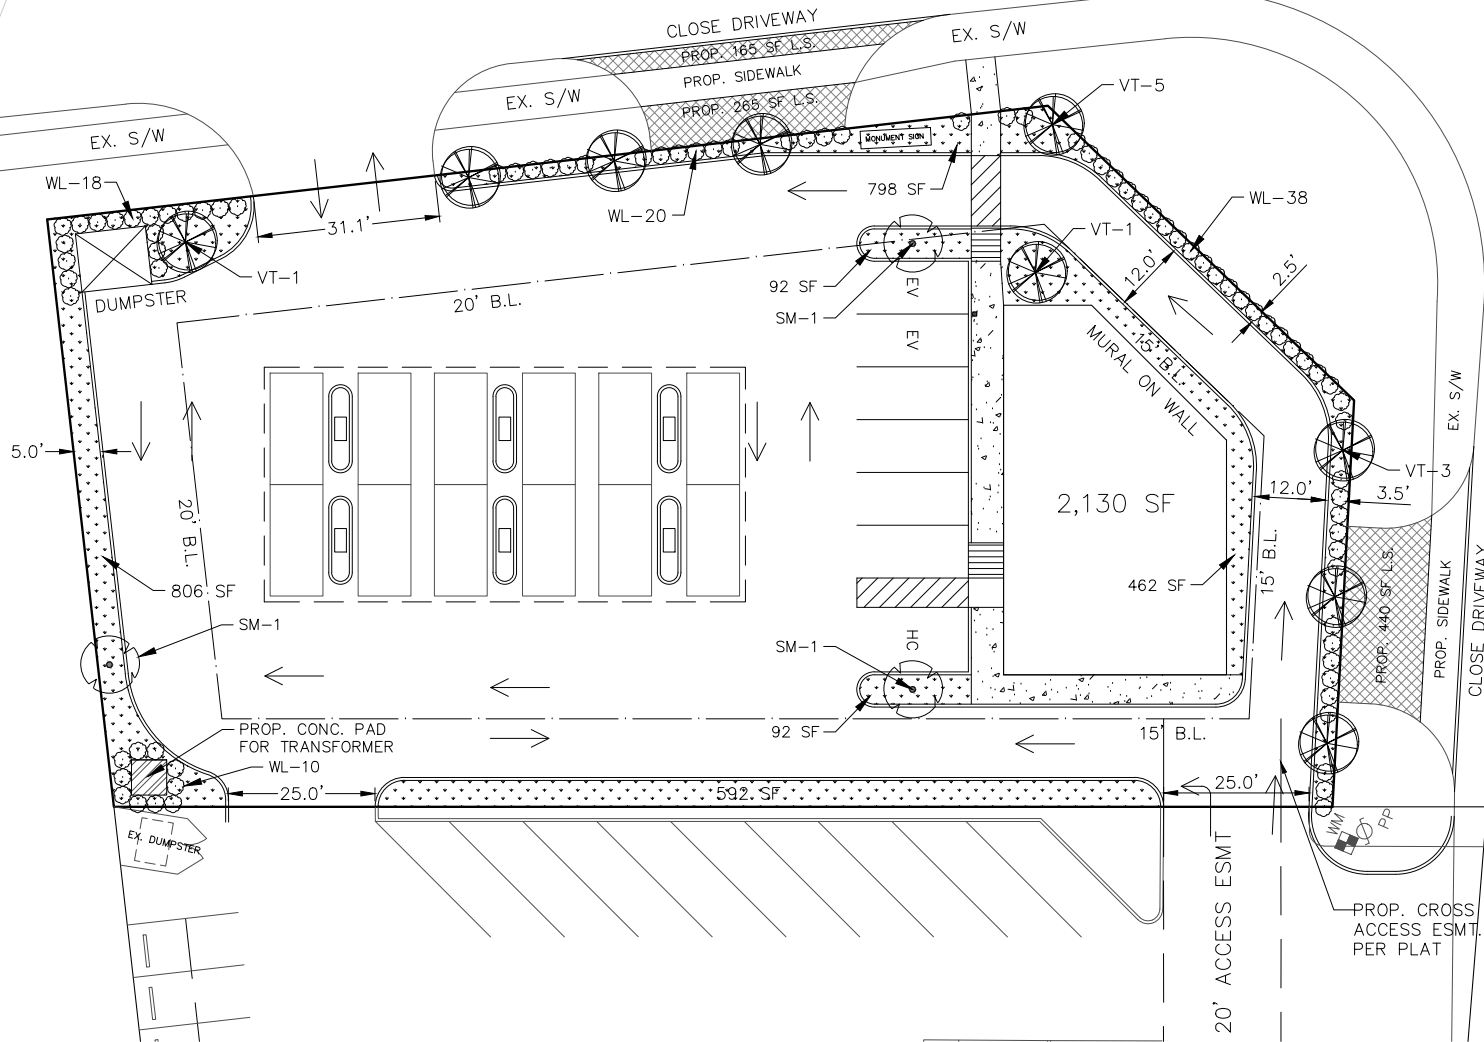 CLOSE DRIVEWAY
PROP. 165 SF L.S.
PROP. SIDEWALK
PROP. 265 SF L.S.
EX. S/W
EX. S/W
EX. S/W
MONUMENT SIGN
VT-5
WL-18
WL-20
798 SF
WL-38
31.1'
VT-1
VT-1
DUMPSTER
20' B.L.
92 SF
SM-1
EV
EV
12.0'
2.5'
15' B.L.
MURAL ON WALL
EX. S/W
5.0'
20' B.L.
VT-3
12.0'
3.5'
2,130 SF
15' B.L.
462 SF
806 SF
SM-1
SM-1
HC
92 SF
PROP. 440 SF L.S.
PROP. SIDEWALK
CLOSE DRIVEWAY
PROP. CONC. PAD
FOR TRANSFORMER
WL-10
15' B.L.
25.0'
592 SF
25.0'
EX. DUMPSTER
WM
PP
20' ACCESS ESMT
PROP. CROSS
ACCESS ESMT.
PER PLAT